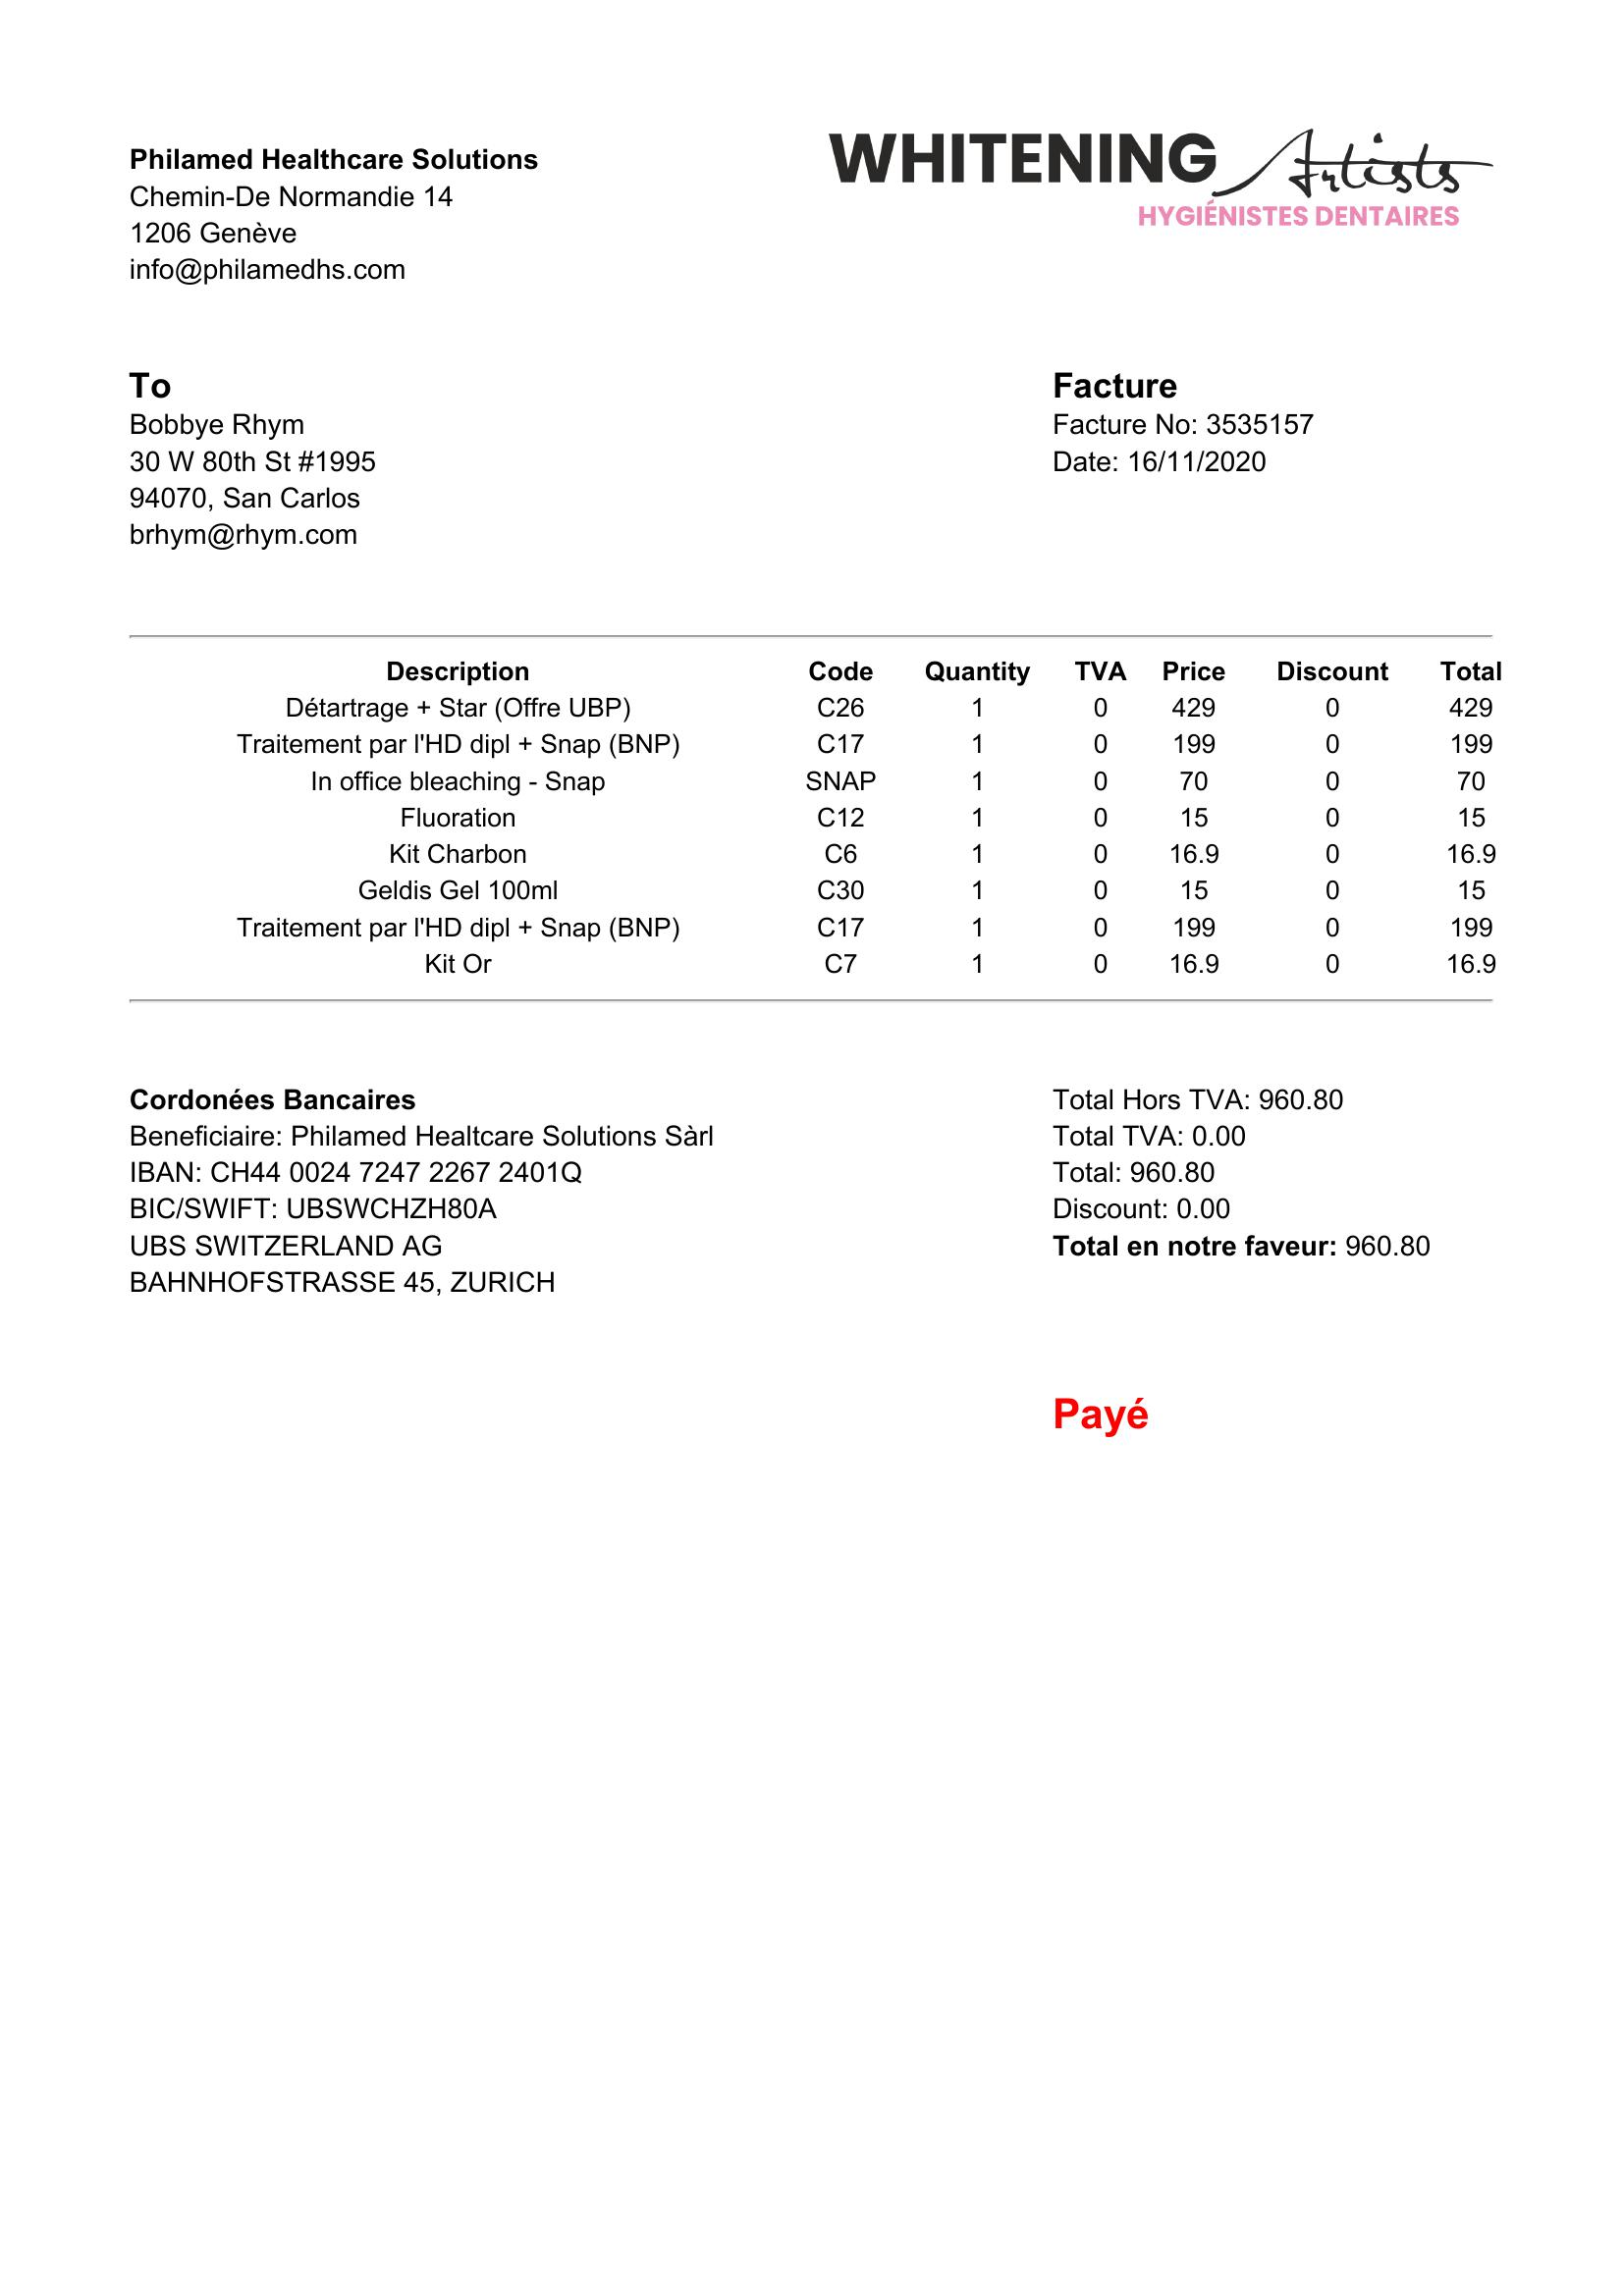 Philamed Healthcare Solutions
Chemin-De Normandie 14
1206 Genève
info@philamedhs.com
WHITENING Artists
HYGIÉNISTES DENTAIRES
To
Bobbye Rhym
30 W 80th St #1995
94070, San Carlos
brhym@rhym.com
Facture
Facture No: 3535157
Date: 16/11/2020
Description Code Quantity TVA Price Discount Total
Détartrage + Star (Offre UBP) C26 1 0 429 0 429
Traitement par l'HD dipl + Snap (BNP) C17 1 0 199 0 199
In office bleaching - Snap SNAP 1 0 70 0 70
Fluoration C12 1 0 15 0 15
Kit Charbon C6 1 0 16.9 0 16.9
Geldis Gel 100ml C30 1 0 15 0 15
Traitement par l'HD dipl + Snap (BNP) C17 1 0 199 0 199
Kit Or C7 1 0 16.9 0 16.9
Cordonées Bancaires
Beneficiaire: Philamed Healtcare Solutions Sàrl
IBAN: CH44 0024 7247 2267 2401Q
BIC/SWIFT: UBSWCHZH80A
UBS SWITZERLAND AG
BAHNHOFSTRASSE 45, ZURICH
Total Hors TVA: 960.80
Total TVA: 0.00
Total: 960.80
Discount: 0.00
Total en notre faveur: 960.80
Payé